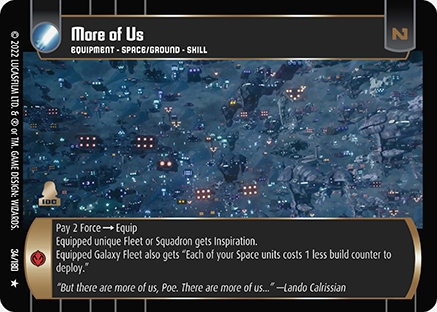 More of Us
N
EQUIPMENT - SPACE/GROUND - SKILL
© 2022 LUCASFILM LTD. & ® or TM. GAME DESIGN: WIZARDS.
34/180
IDC
Pay 2 Force → Equip
Equipped unique Fleet or Squadron gets Inspiration.
Equipped Galaxy Fleet also gets “Each of your Space units costs 1 less build counter to
deploy.”
“But there are more of us, Poe. There are more of us...” —Lando Calrissian